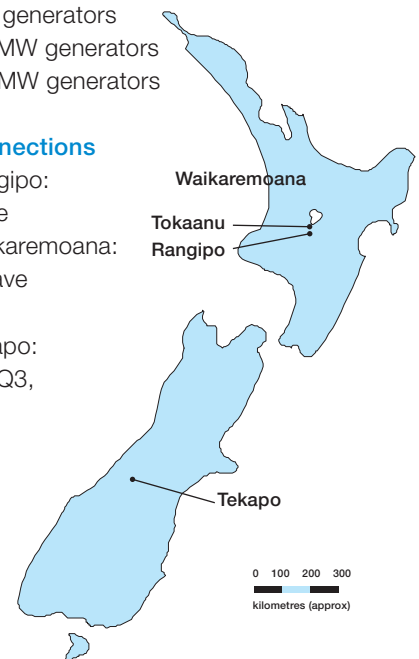 generators
MW generators
MW generators
nections
gipo:
e
karemoana:
ave
apo:
Q3,
Waikaremoana
Tokaanu
Rangipo
Tekapo
0 100 200 300
kilometres (approx)